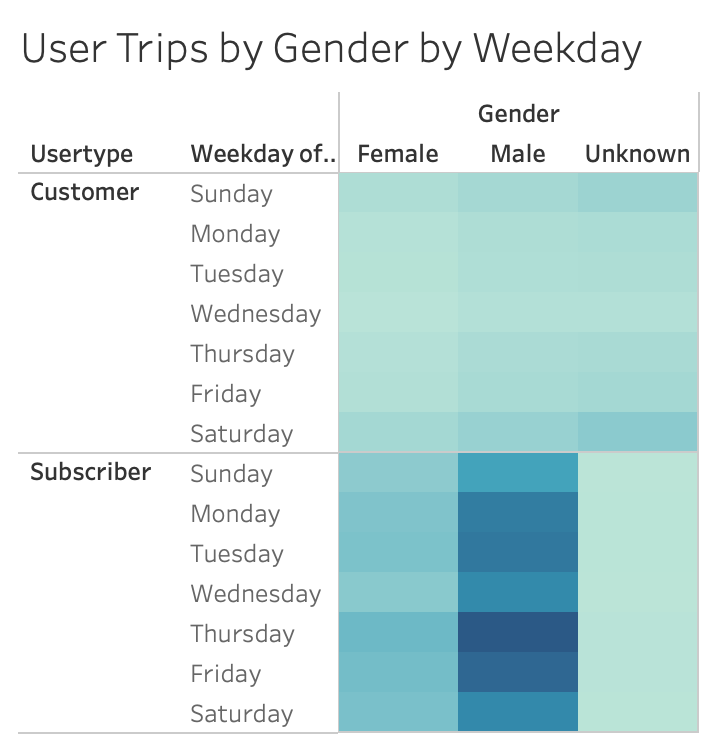 User Trips by Gender by Weekday
Gender
Usertype Weekday of.. Female Male Unknown
Customer Sunday
Monday
Tuesday
Wednesday
Thursday
Friday
Saturday
Subscriber Sunday
Monday
Tuesday
Wednesday
Thursday
Friday
Saturday